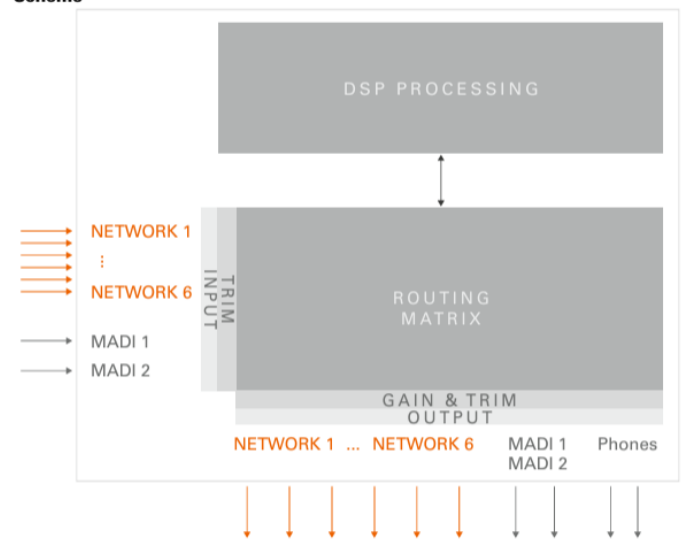 DSP PROCESSING
NETWORK 1
...
NETWORK 6
MADI 1
MADI 2
INPUT
TRIM
ROUTING
MATRIX
GAIN & TRIM
OUTPUT
NETWORK 1 ... NETWORK 6 MADI 1 Phones
MADI 2